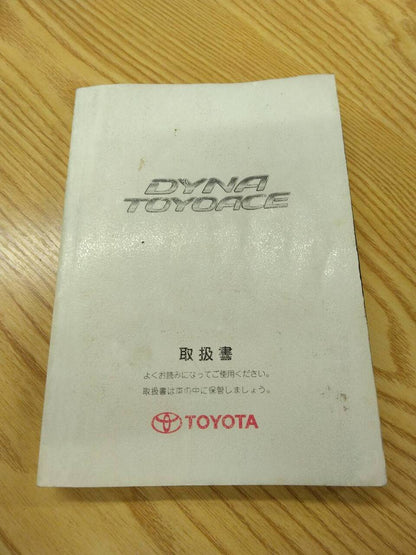 DYNA
TOYOACE
取扱書
よくお読みになってご使用ください。
取扱書は車の中に保管しましょう。
TOYOTA